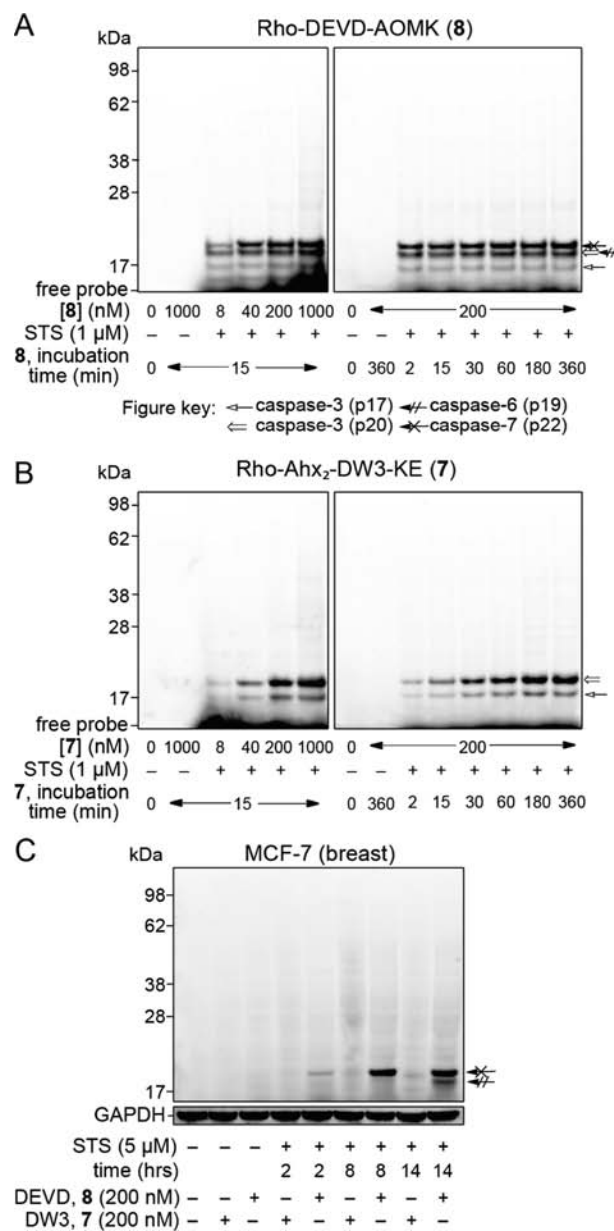 A
Rho-DEVD-AOMK (8)
kDa
98
62
38
28
17
free probe
[8] (nM) 0 1000 8 40 200 1000 0 200
STS (1 μM) – – + + + + – – + + + + + +
8, incubation time (min) 0 15 0 360 2 15 30 60 180 360
Figure key: caspase-3 (p17) caspase-6 (p19)
caspase-3 (p20) caspase-7 (p22)
B
Rho-Ahx₂-DW3-KE (7)
kDa
98
62
38
28
17
free probe
[7] (nM) 0 1000 8 40 200 1000 0 200
STS (1 μM) – – + + + + – – + + + + + +
7, incubation time (min) 0 15 0 360 2 15 30 60 180 360
C
MCF-7 (breast)
kDa
98
62
38
28
17
GAPDH
STS (5 μM) – – – + + + + + +
time (hrs) 2 2 8 8 14 14
DEVD, 8 (200 nM) – – + – + – + – +
DW3, 7 (200 nM) – + – + – + – + –